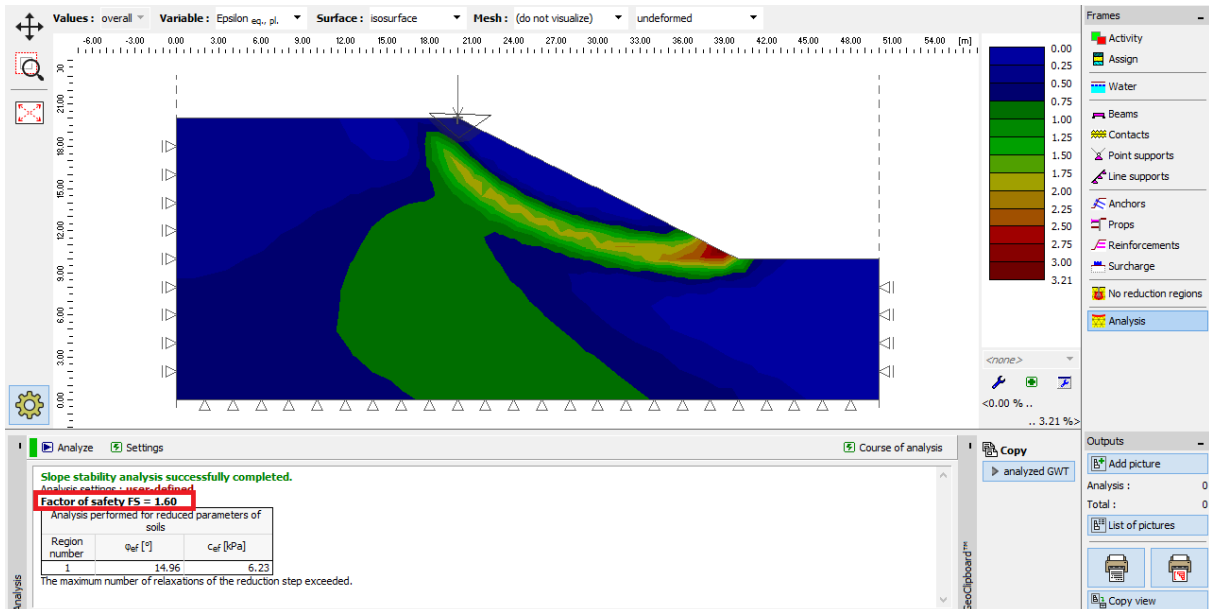 Values : overall Variable : Epsilon eq., pl. Surface : isosurface Mesh : (do not visualize) undeformed
-6.00 -3.00 0.00 3.00 6.00 9.00 12.00 15.00 18.00 21.00 24.00 27.00 30.00 33.00 36.00 39.00 42.00 45.00 48.00 51.00 54.00 [m]
21.00
18.00
15.00
12.00
9.00
6.00
3.00
0.00
0.00
0.25
0.50
0.75
1.00
1.25
1.50
1.75
2.00
2.25
2.50
2.75
3.00
3.21
<none>
<0.00 % ..
.. 3.21 %>
Frames
Activity
Assign
Water
Beams
Contacts
Point supports
Line supports
Anchors
Props
Reinforcements
Surcharge
No reduction regions
Analysis
Analyze Settings Course of analysis
Slope stability analysis successfully completed.
Analysis settings : user-defined
Factor of safety FS = 1.60
Analysis performed for reduced parameters of
soils
Region
number φef [°] cef [kPa]
1 14.96 6.23
The maximum number of relaxations of the reduction step exceeded.
Analysis
GeoClipboard™
Copy
analyzed GWT
Outputs
Add picture
Analysis : 0
Total : 0
List of pictures
Copy view